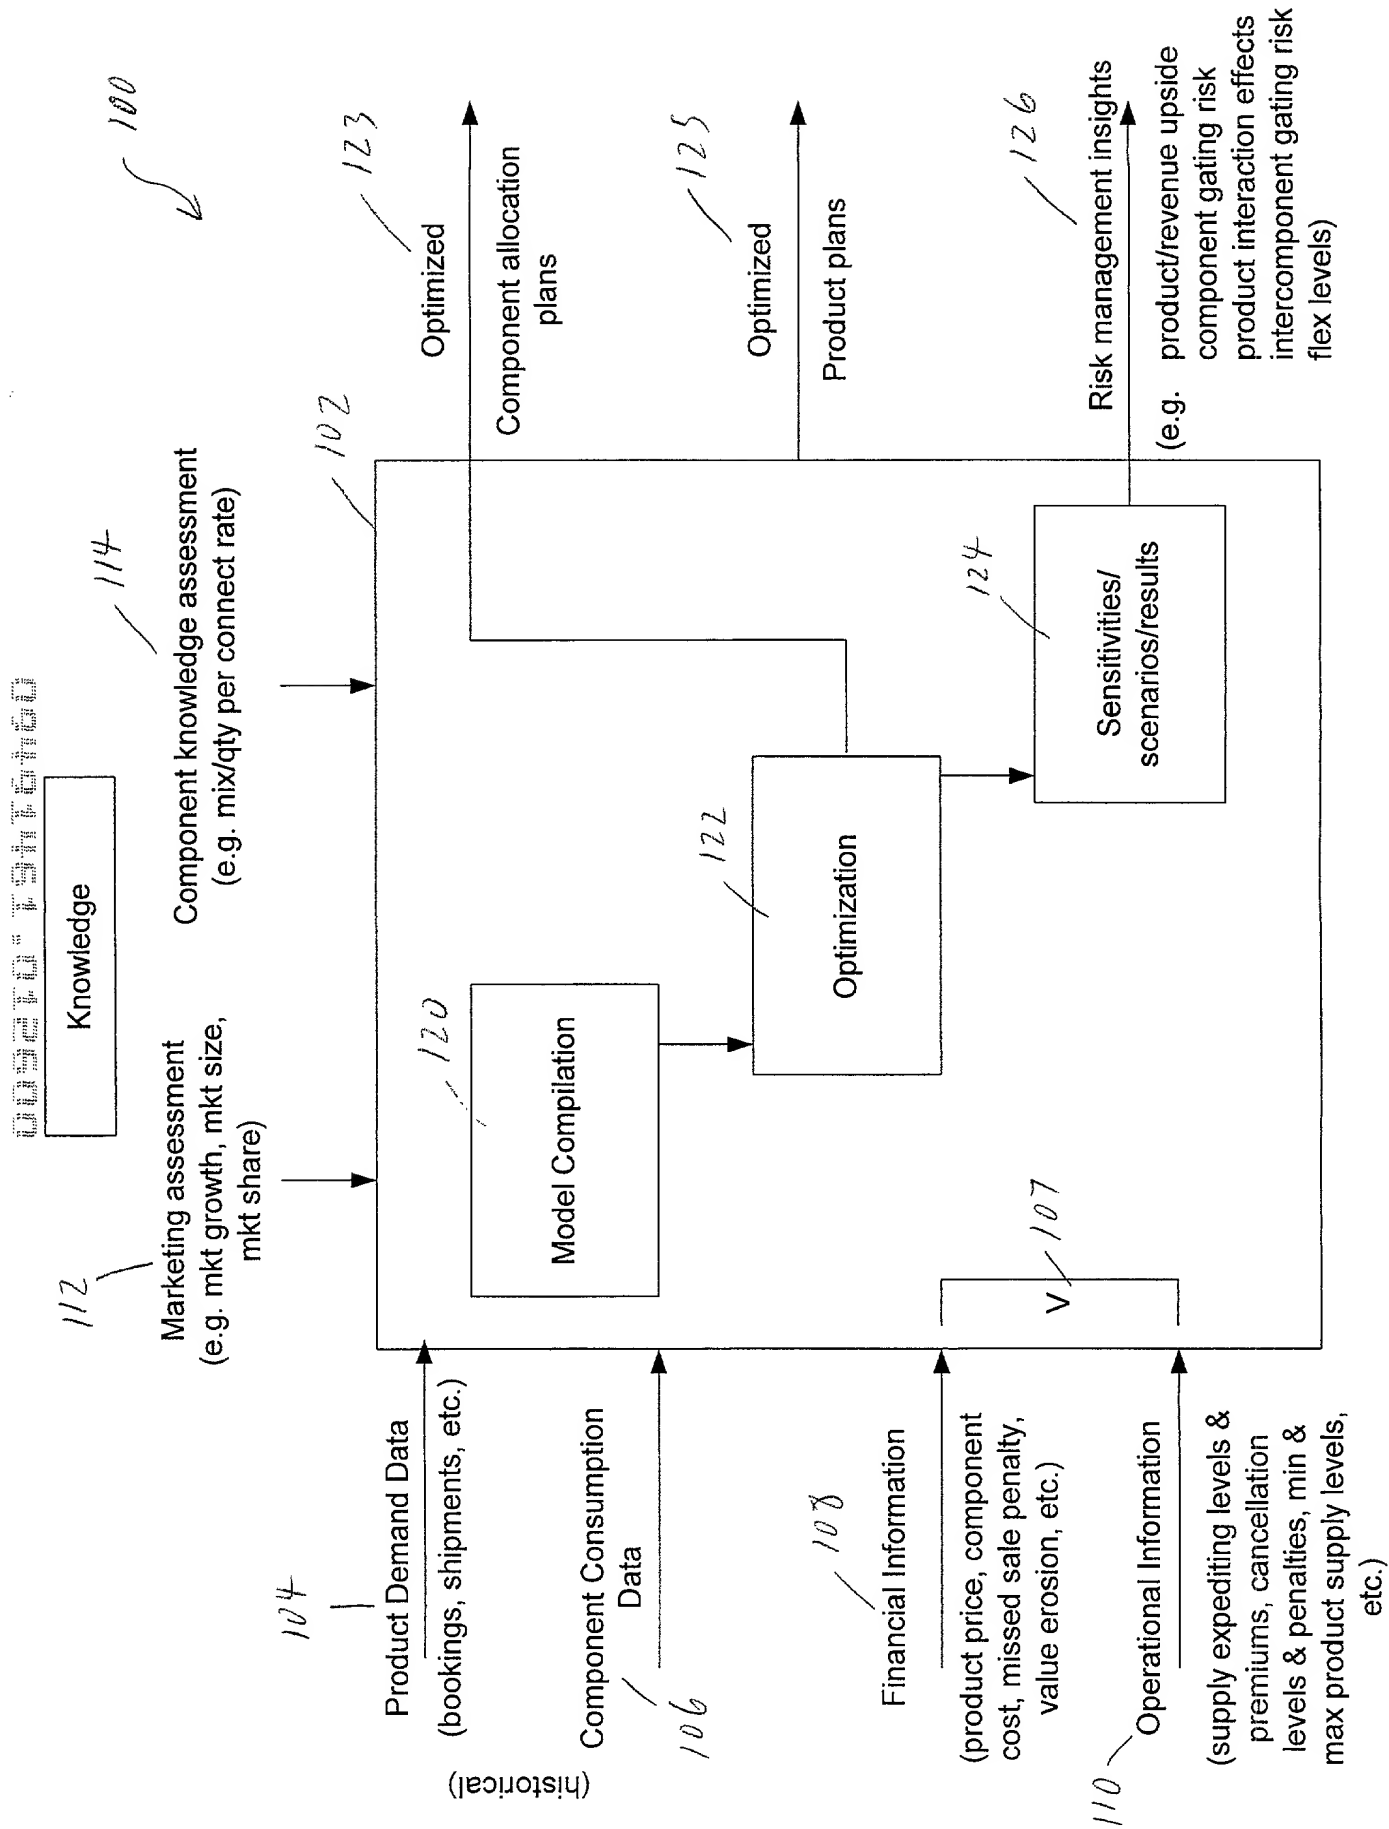 100
Knowledge
112
Marketing assessment
(e.g. mkt growth, mkt size,
mkt share)
114
Component knowledge assessment
(e.g. mix/qty per connect rate)
102
104
Product Demand Data
(bookings, shipments, etc.)
(historical)
Component Consumption
Data
106
108
Financial Information
(product price, component
cost, missed sale penalty,
value erosion, etc.)
110
Operational Information
(supply expediting levels &
premiums, cancellation
levels & penalties, min &
max product supply levels,
etc.)
V
107
120
Model Compilation
122
Optimization
124
Sensitivities/
scenarios/results
123
Optimized
Component allocation
plans
125
Optimized
Product plans
126
Risk management insights
(e.g. product/revenue upside
component gating risk
product interaction effects
intercomponent gating risk
flex levels)